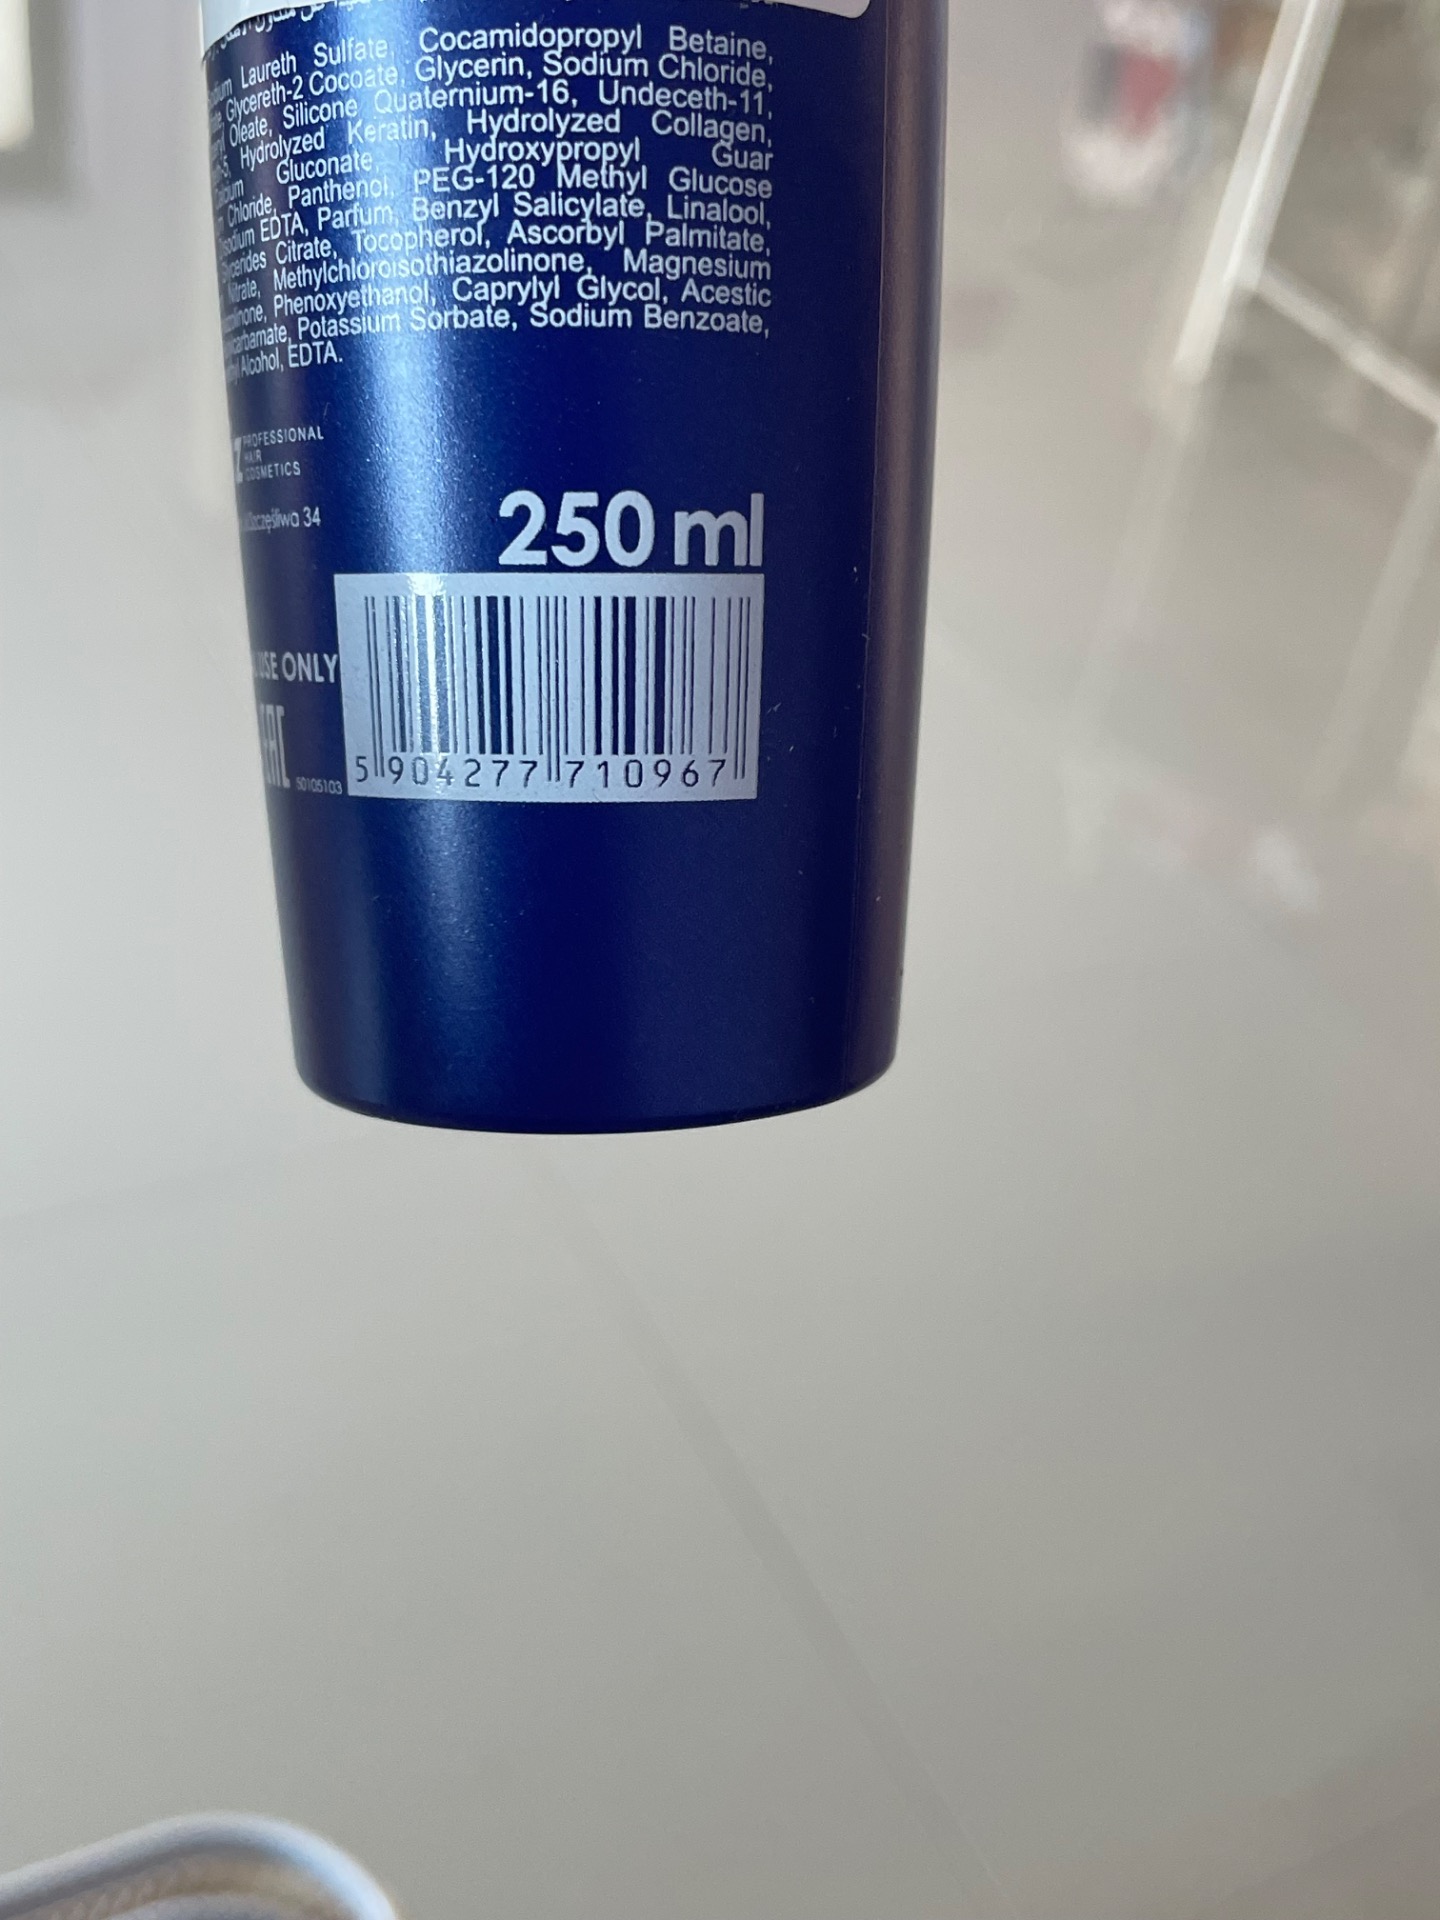 Laureth Sulfate, Cocamidopropyl Betaine,
Glycereth-2 Cocoate, Glycerin, Sodium Chloride,
Oleate, Silicone Quaternium-16, Undeceth-11,
Hydrolyzed Keratin, Hydrolyzed Collagen,
Gluconate, Hydroxypropyl Guar
Chloride, Panthenol, PEG-120 Methyl Glucose
EDTA, Parfum, Benzyl Salicylate, Linalool,
Citrate, Tocopherol, Ascorbyl Palmitate,
Nitrate, Methylchloroisothiazolinone, Magnesium
Phenoxyethanol, Caprylyl Glycol, Acestic
Potassium Sorbate, Sodium Benzoate,
Alcohol, EDTA.
PROFESSIONAL
HAIR
COSMETICS
34
250 ml
USE ONLY
EAC
50105103
5 904277 710967